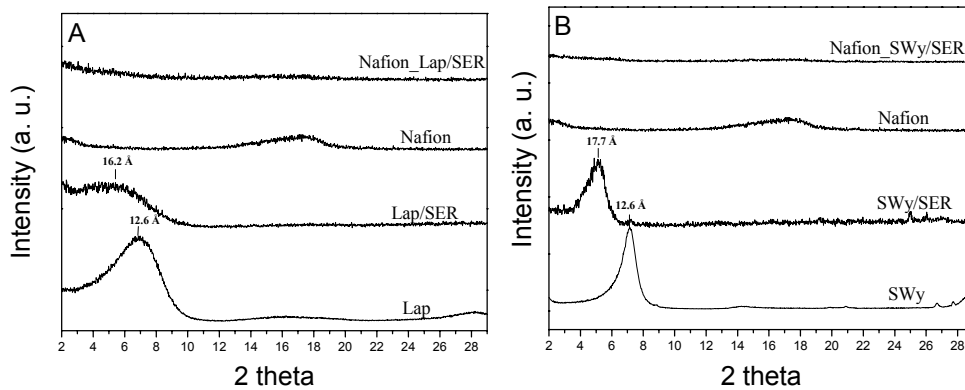 A
Nafion_Lap/SER
Nafion
16.2 Å
Lap/SER
12.6 Å
Lap
Intensity (a. u.)
2 4 6 8 10 12 14 16 18 20 22 24 26 28
2 theta
B
Nafion_SWy/SER
Nafion
17.7 Å
SWy/SER
12.6 Å
SWy
Intensity (a. u.)
2 4 6 8 10 12 14 16 18 20 22 24 26 28
2 theta